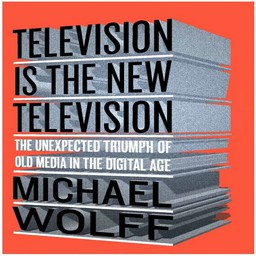 TELEVISION
IS THE NEW
TELEVISION
THE UNEXPECTED TRIUMPH OF
OLD MEDIA IN THE DIGITAL AGE
MICHAEL
WOLFF